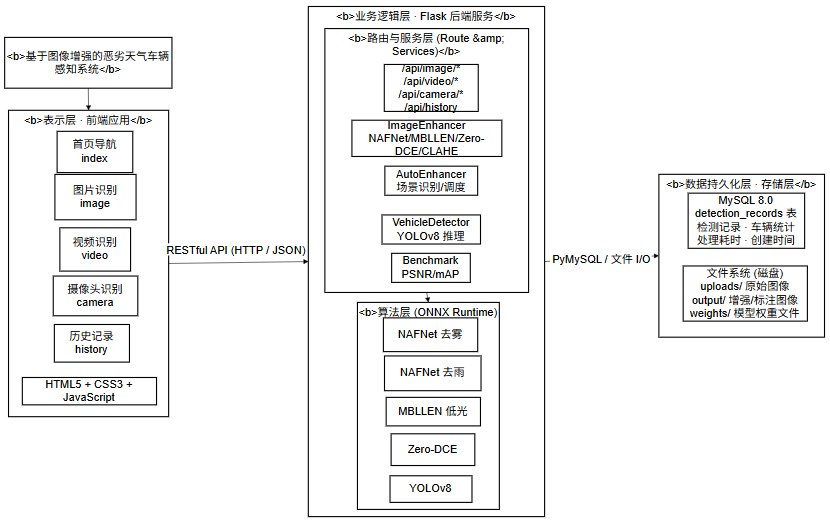 <b>基于图像增强的恶劣天气车辆
感知系统</b>
<b>表示层 · 前端应用</b>
首页导航
index
图片识别
image
视频识别
video
摄像头识别
camera
历史记录
history
HTML5 + CSS3 +
JavaScript
RESTful API (HTTP / JSON)
<b>业务逻辑层 · Flask 后端服务</b>
<b>路由与服务层 (Route &amp;
Services)</b>
/api/image/*
/api/video/*
/api/camera/*
/api/history
ImageEnhancer
NAFNet/MBLLEN/Zero-
DCE/CLAHE
AutoEnhancer
场景识别/调度
VehicleDetector
YOLOv8 推理
Benchmark
PSNR/mAP
<b>算法层 (ONNX Runtime)
NAFNet 去雾
NAFNet 去雨
MBLLEN 低光
Zero-DCE
YOLOv8
PyMySQL / 文件 I/O
<b>数据持久化层 · 存储层</b>
MySQL 8.0
detection_records 表
检测记录 · 车辆统计
处理耗时 · 创建时间
文件系统 (磁盘)
uploads/ 原始图像
output/ 增强/标注图像
weights/ 模型权重文件